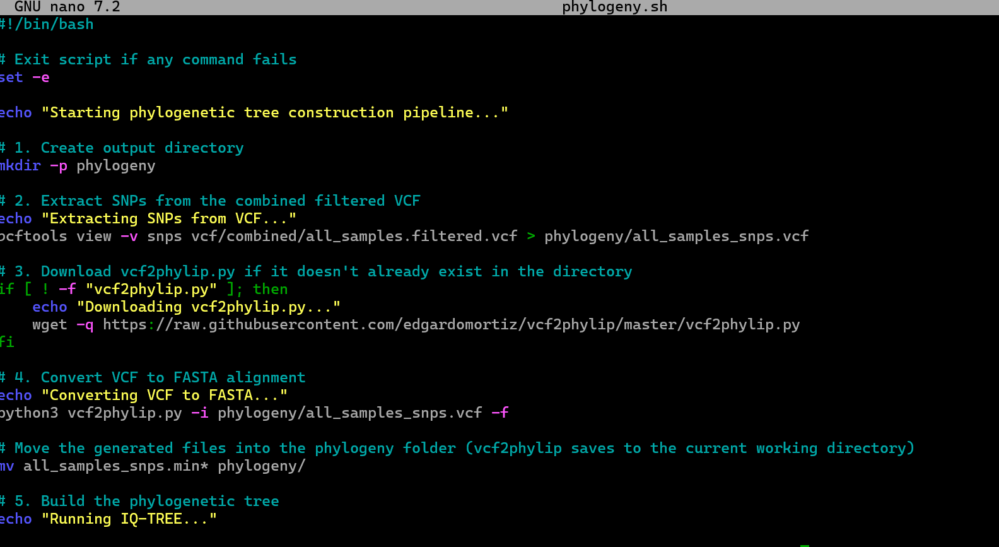 GNU nano 7.2 phylogeny.sh
#!/bin/bash
# Exit script if any command fails
set -e
echo "Starting phylogenetic tree construction pipeline..."
# 1. Create output directory
mkdir -p phylogeny
# 2. Extract SNPs from the combined filtered VCF
echo "Extracting SNPs from VCF..."
bcftools view -v snps vcf/combined/all_samples.filtered.vcf > phylogeny/all_samples_snps.vcf
# 3. Download vcf2phylip.py if it doesn't already exist in the directory
if [ ! -f "vcf2phylip.py" ]; then
    echo "Downloading vcf2phylip.py..."
    wget -q https://raw.githubusercontent.com/edgardomortiz/vcf2phylip/master/vcf2phylip.py
fi
# 4. Convert VCF to FASTA alignment
echo "Converting VCF to FASTA..."
python3 vcf2phylip.py -i phylogeny/all_samples_snps.vcf -f
# Move the generated files into the phylogeny folder (vcf2phylip saves to the current working directory)
mv all_samples_snps.min* phylogeny/
# 5. Build the phylogenetic tree
echo "Running IQ-TREE..."